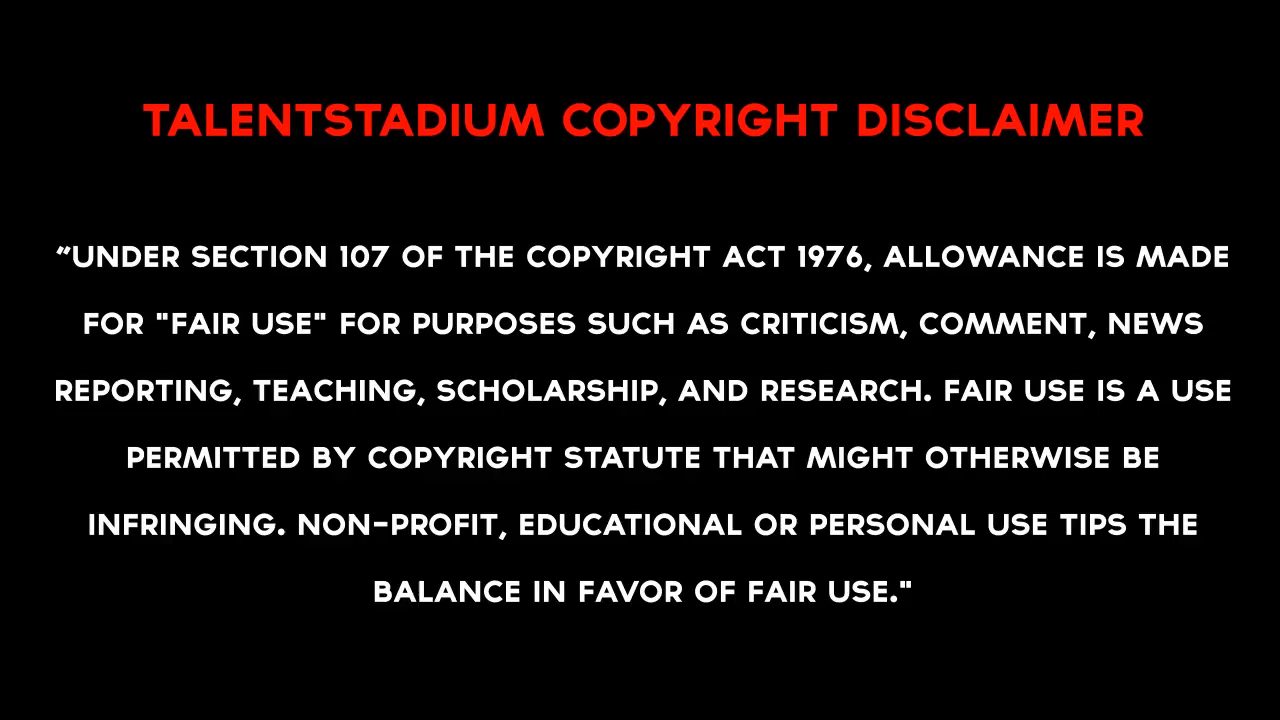 TALENTSTADIUM COPYRIGHT DISCLAIMER
“UNDER SECTION 107 OF THE COPYRIGHT ACT 1976, ALLOWANCE IS MADE
FOR "FAIR USE" FOR PURPOSES SUCH AS CRITICISM, COMMENT, NEWS
REPORTING, TEACHING, SCHOLARSHIP, AND RESEARCH. FAIR USE IS A USE
PERMITTED BY COPYRIGHT STATUTE THAT MIGHT OTHERWISE BE
INFRINGING. NON-PROFIT, EDUCATIONAL OR PERSONAL USE TIPS THE
BALANCE IN FAVOR OF FAIR USE."